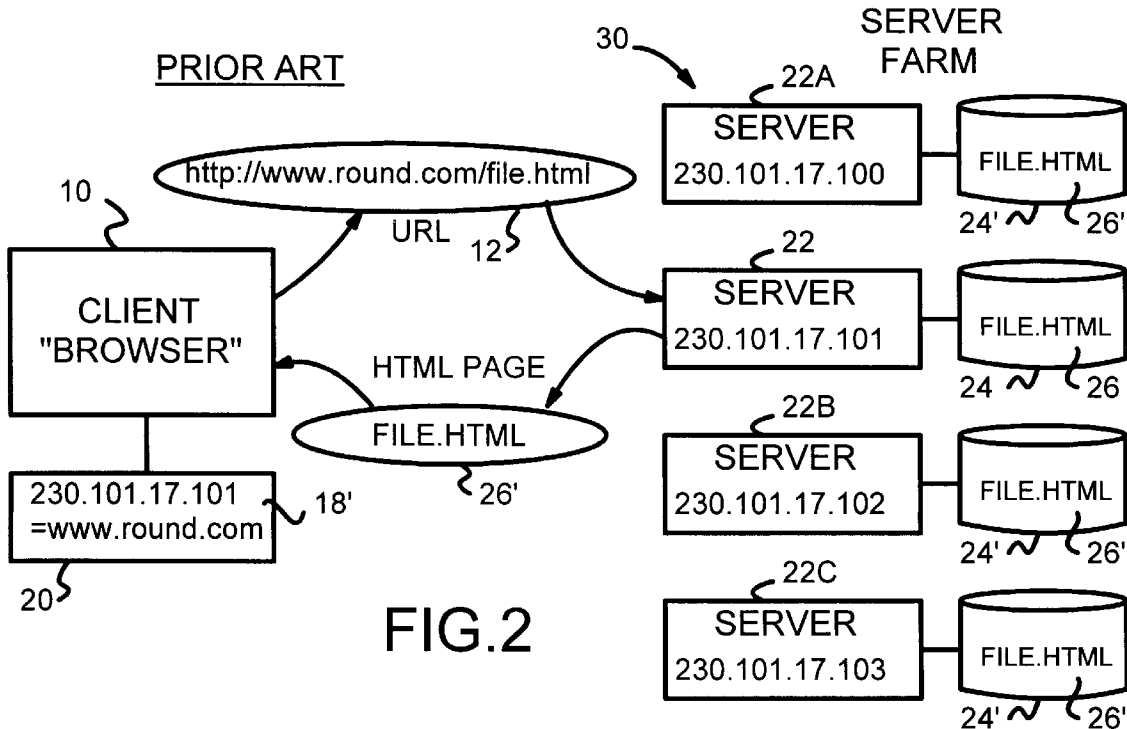 PRIOR ART
SERVER
FARM
30
22A
SERVER
230.101.17.100
FILE.HTML
24'
26'
http://www.round.com/file.html
URL
12
10
CLIENT
"BROWSER"
22
SERVER
230.101.17.101
FILE.HTML
24
26
HTML PAGE
FILE.HTML
26'
230.101.17.101
=www.round.com
18'
20
22B
SERVER
230.101.17.102
FILE.HTML
24'
26'
22C
SERVER
230.101.17.103
FILE.HTML
24'
26'
FIG.2